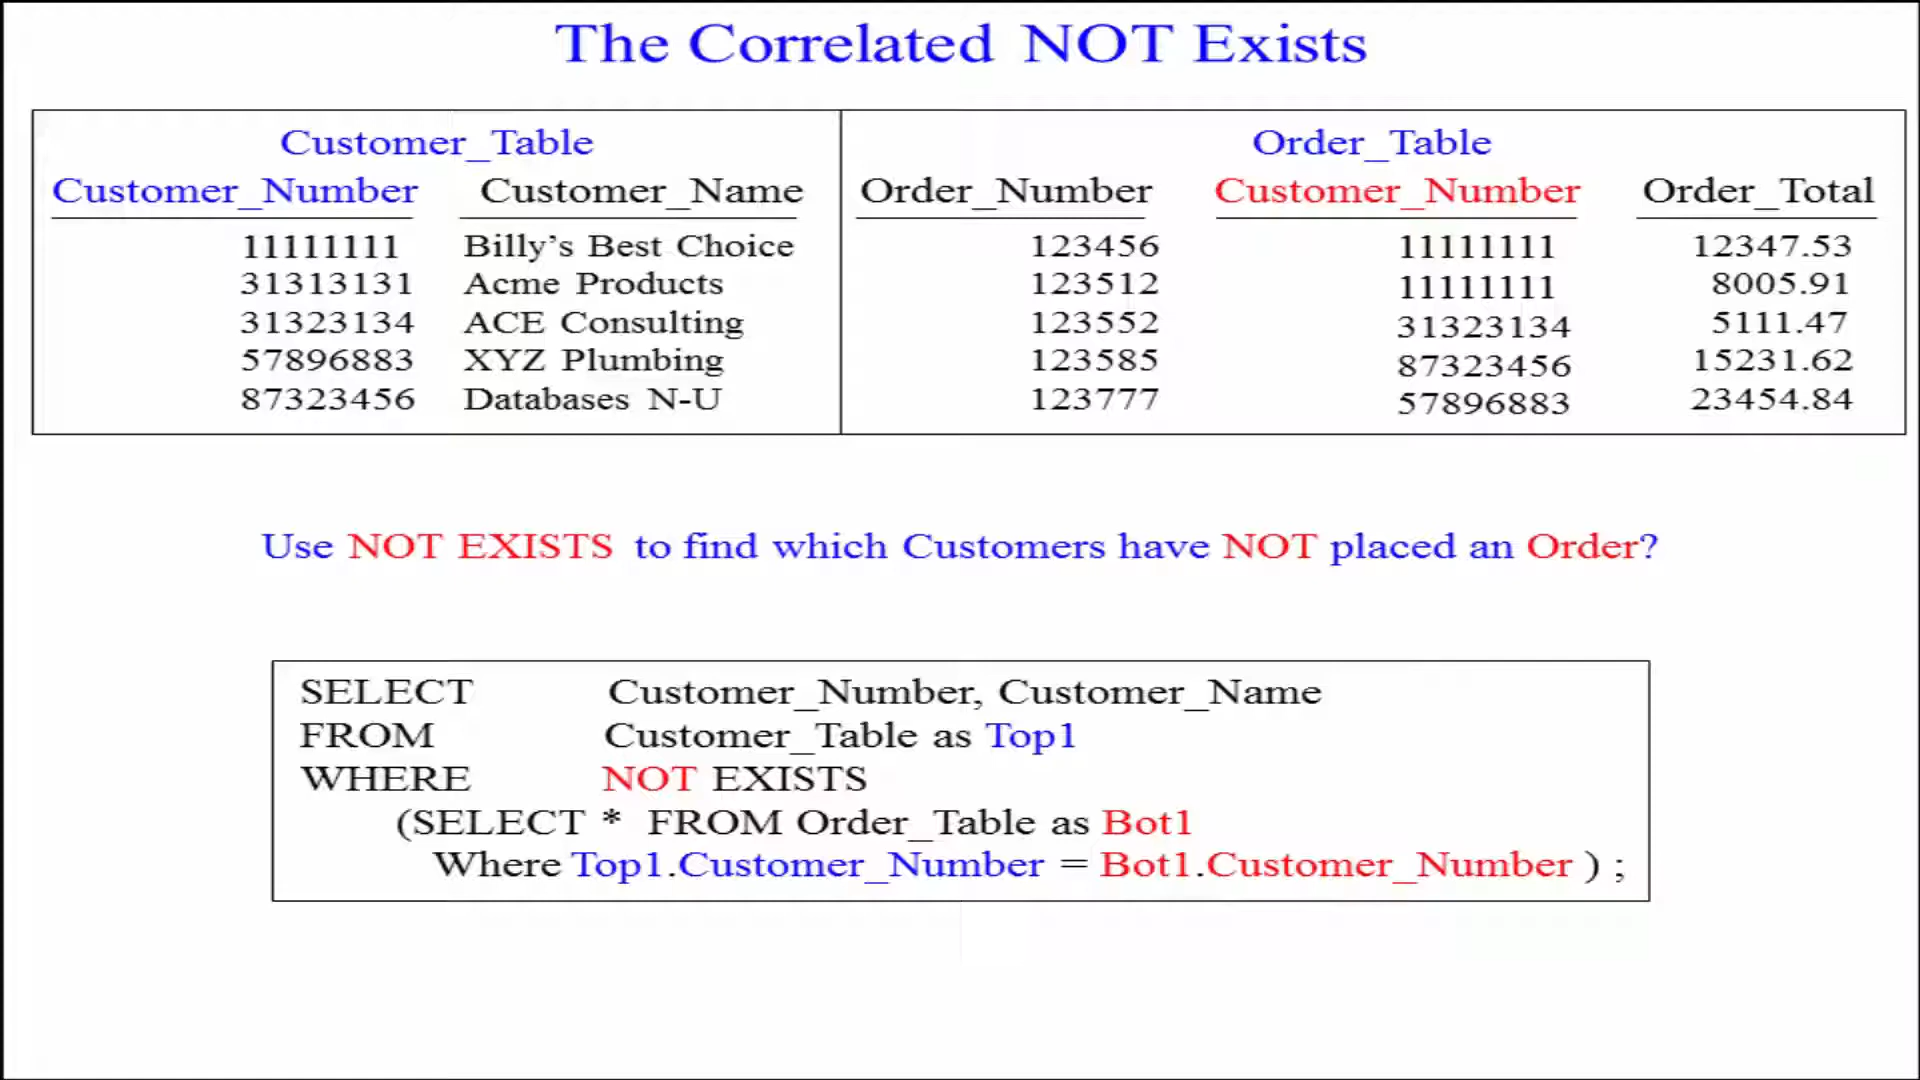 The Correlated NOT Exists
Customer_Table Order_Table
Customer_Number Customer_Name Order_Number Customer_Number Order_Total
11111111 Billy’s Best Choice 123456 11111111 12347.53
31313131 Acme Products 123512 11111111 8005.91
31323134 ACE Consulting 123552 31323134 5111.47
57896883 XYZ Plumbing 123585 87323456 15231.62
87323456 Databases N-U 123777 57896883 23454.84
Use NOT EXISTS to find which Customers have NOT placed an Order?
SELECT Customer_Number, Customer_Name
FROM Customer_Table as Top1
WHERE NOT EXISTS
(SELECT * FROM Order_Table as Bot1
Where Top1.Customer_Number = Bot1.Customer_Number ) ;